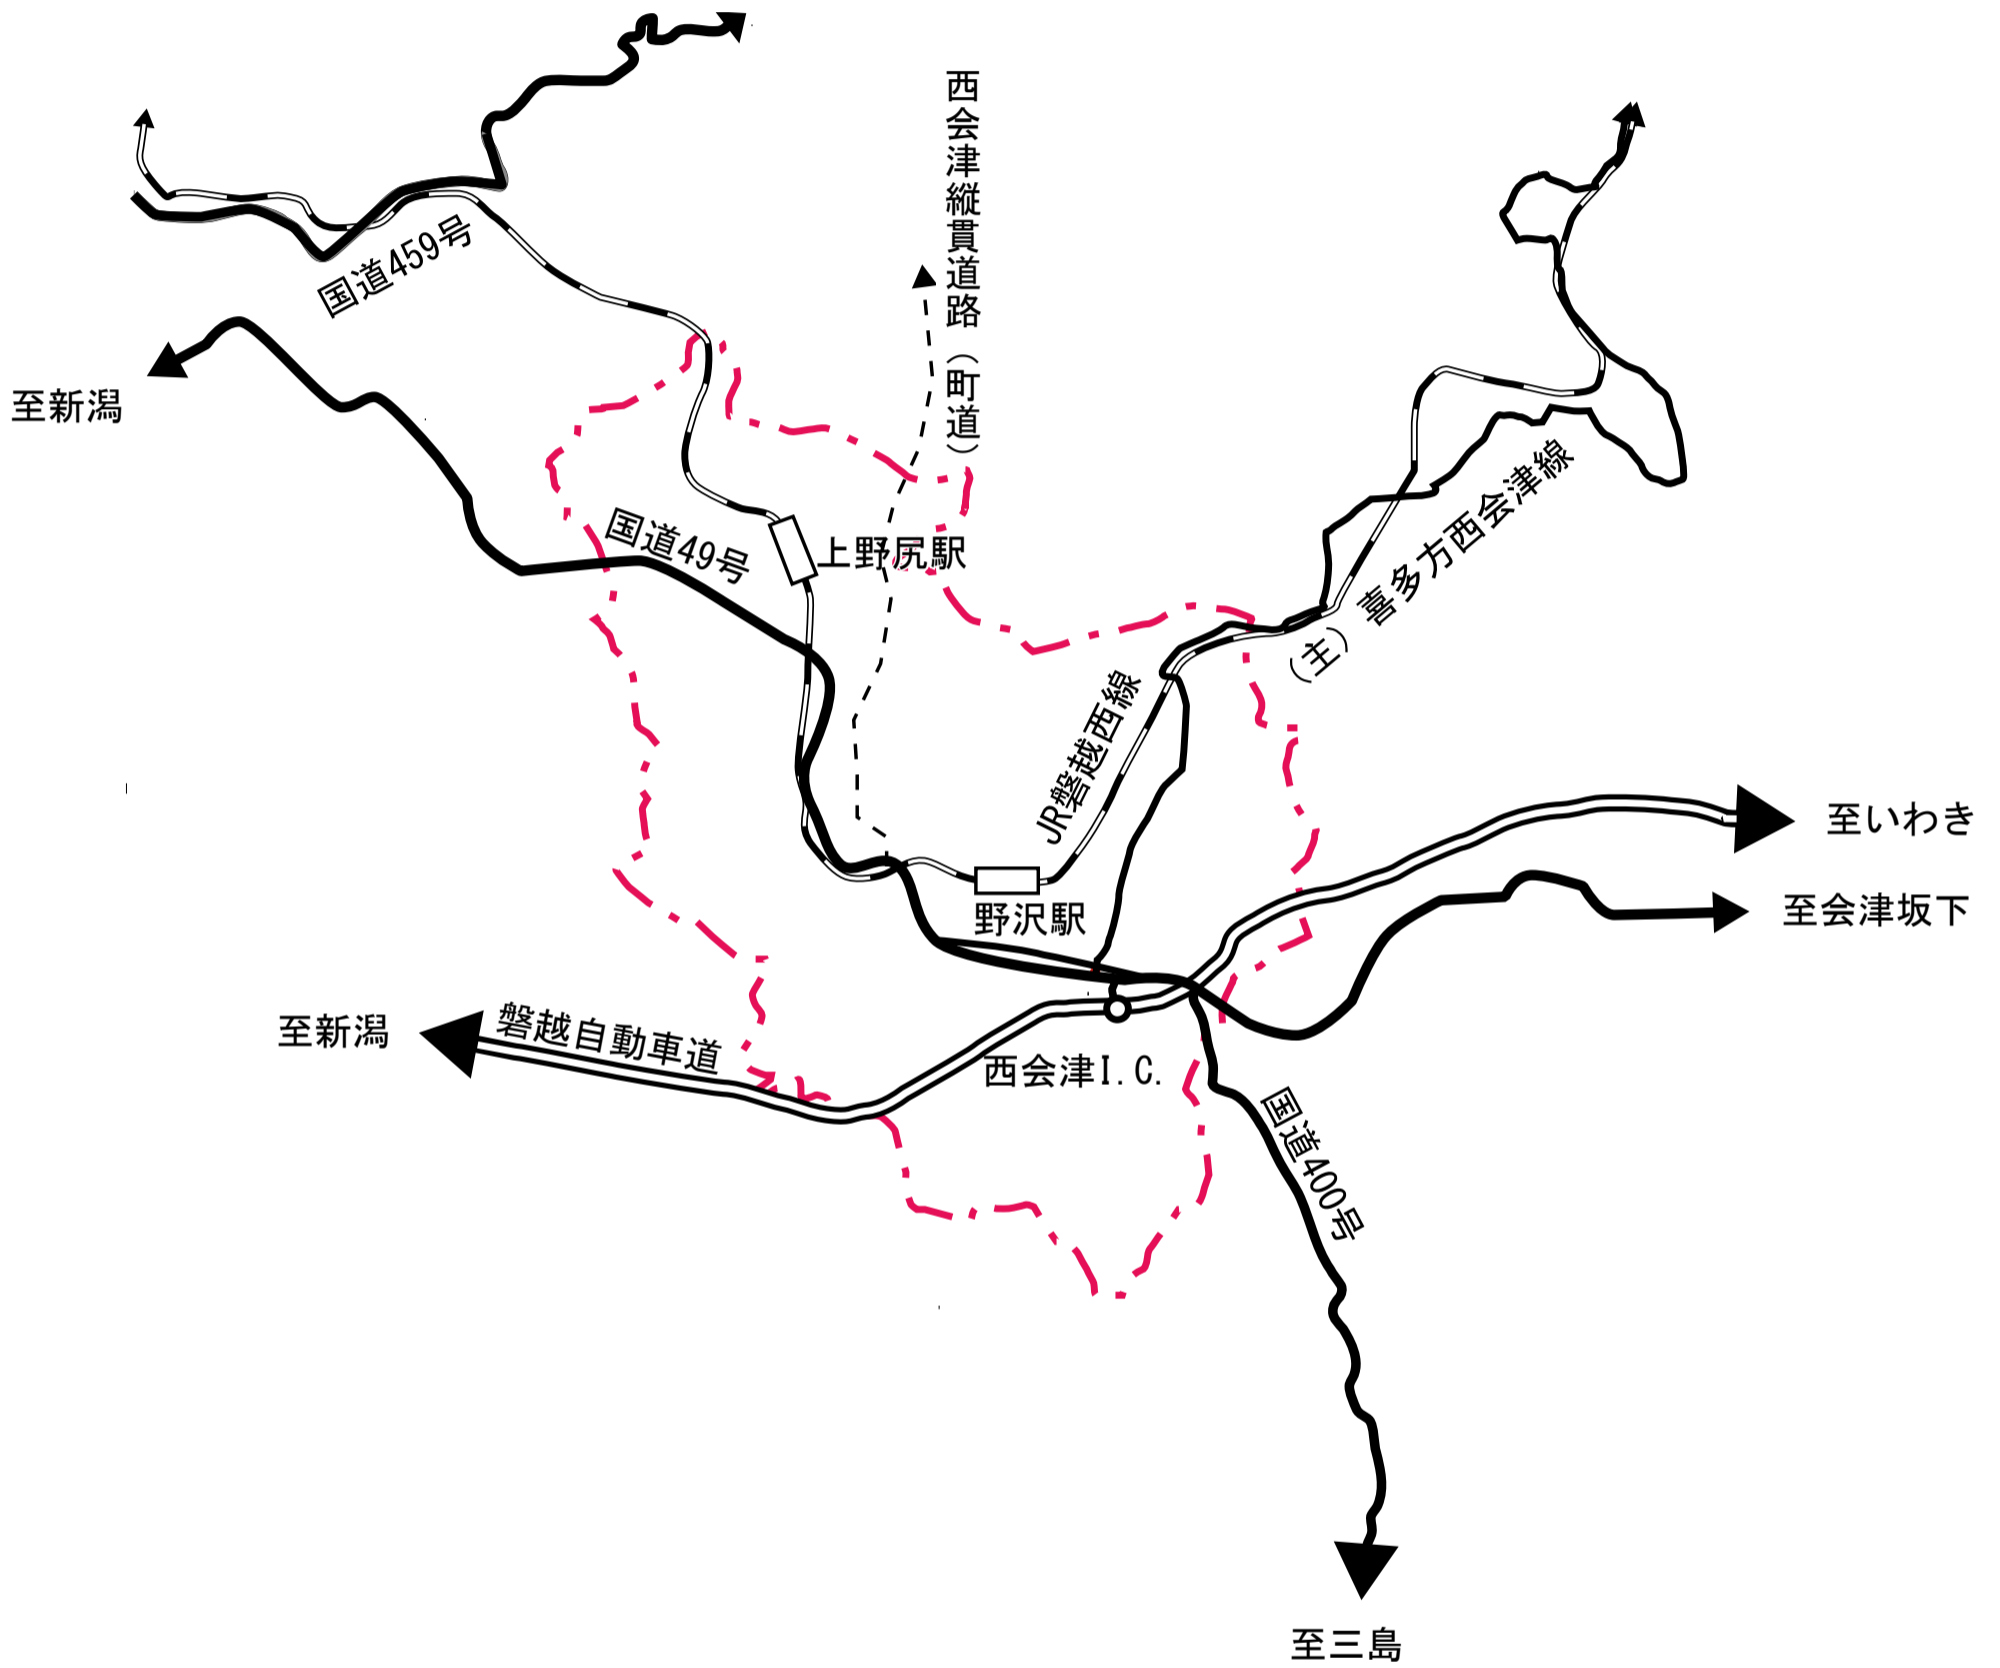 西会津縦貫道路（町道）
国道459号
至新潟
国道49号
上野尻駅
（主）喜多方西会津線
JR磐越西線
至いわき
野沢駅
至会津坂下
至新潟
磐越自動車道
西会津I.C.
国道400号
至三島